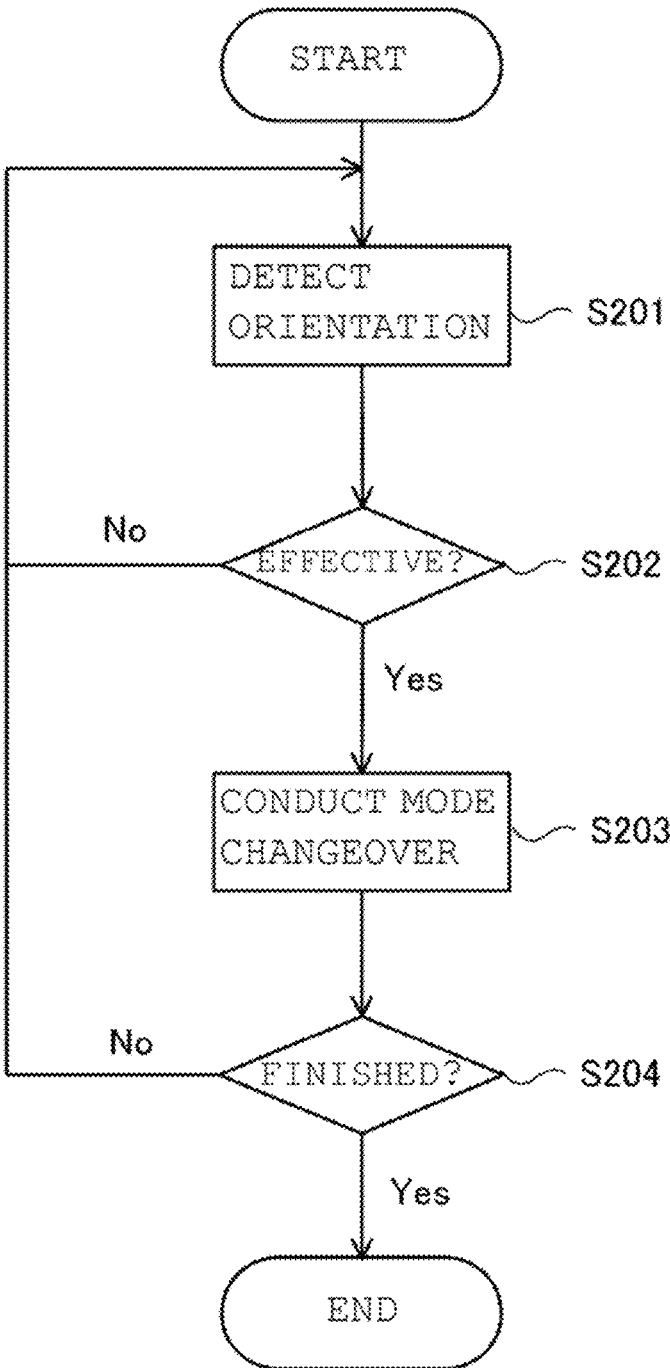 START
DETECT
ORIENTATION
S201
No
EFFECTIVE?
S202
Yes
CONDUCT MODE
CHANGEOVER
S203
No
FINISHED?
S204
Yes
END